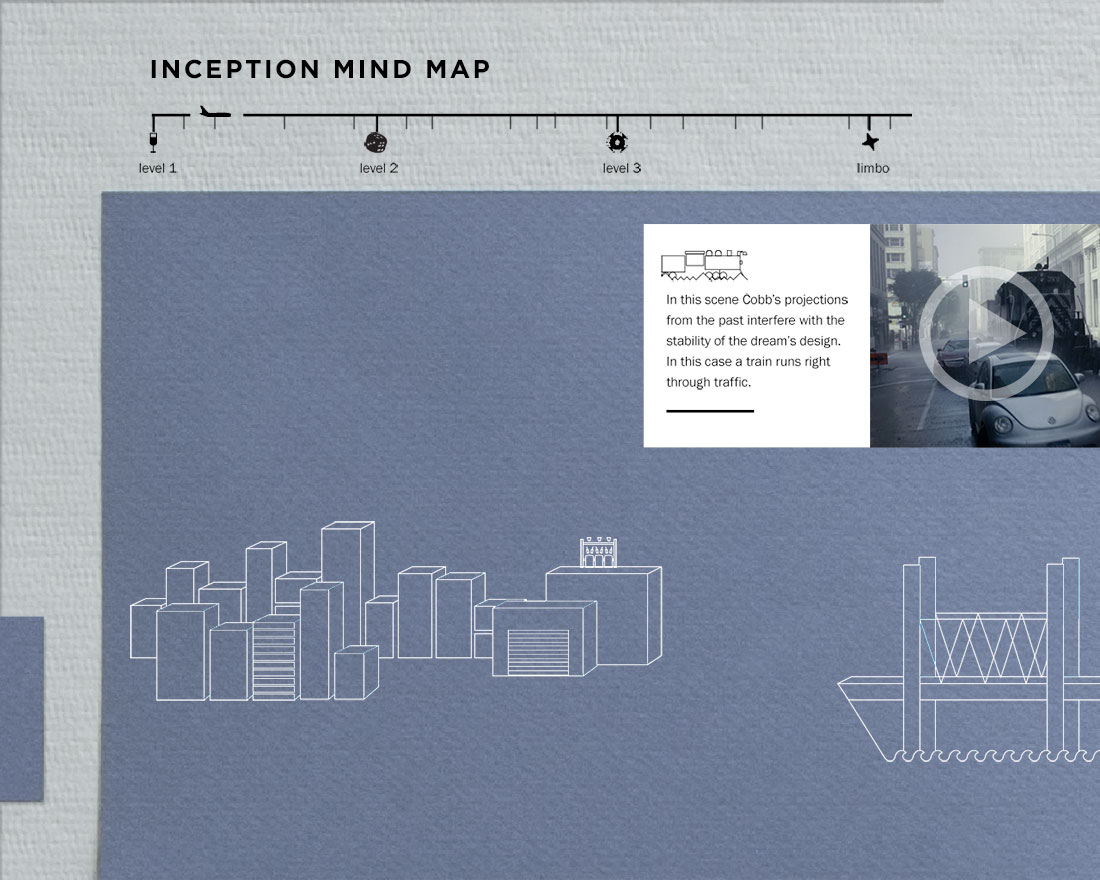 INCEPTION MIND MAP
level 1
level 2
level 3
limbo
In this scene Cobb's projections
from the past interfere with the
stability of the dream's design.
In this case a train runs right
through traffic.